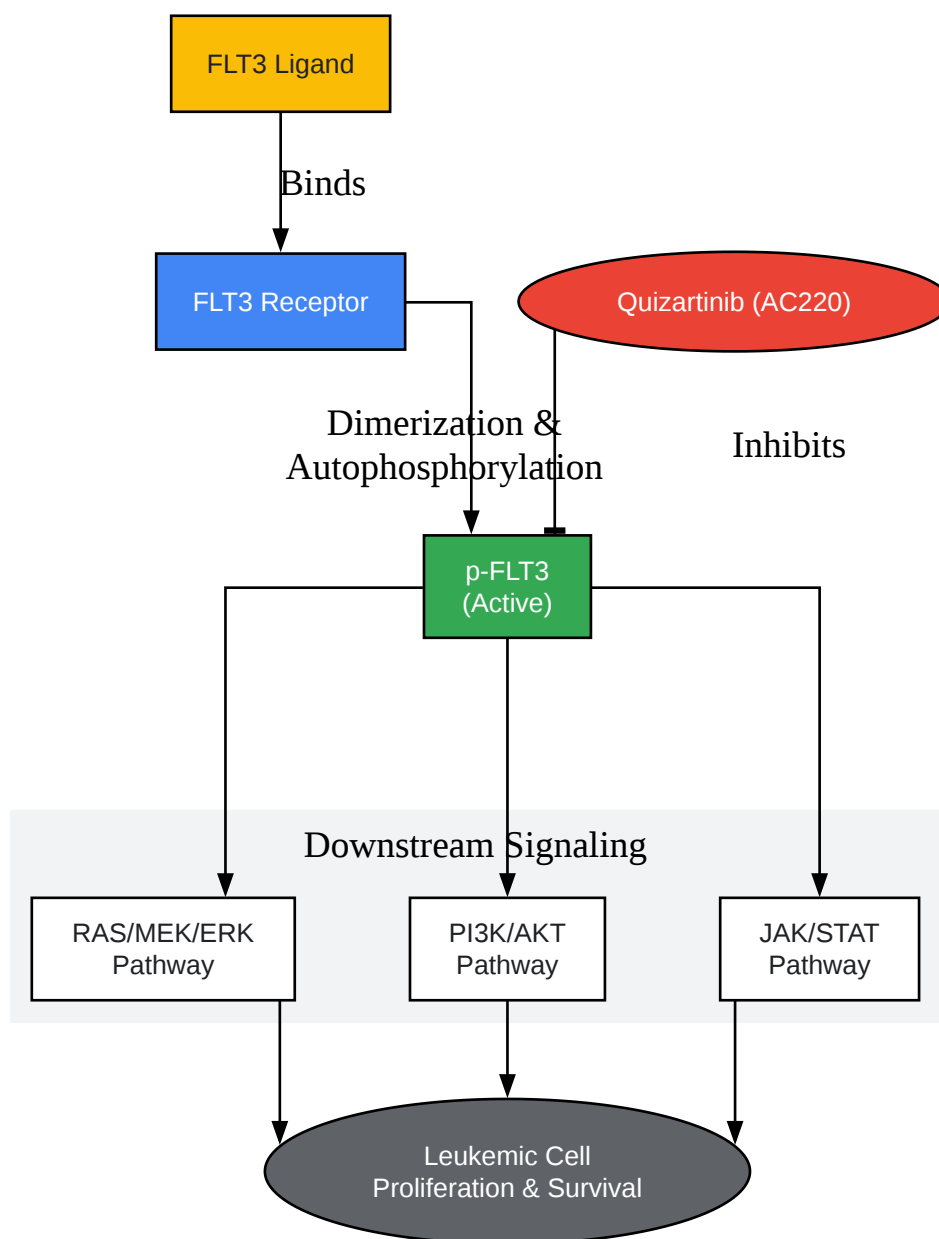 FLT3 Ligand
Binds
FLT3 Receptor
Quizartinib (AC220)
Dimerization &
Autophosphorylation
Inhibits
p-FLT3
(Active)
Downstream Signaling
RAS/MEK/ERK
Pathway
PI3K/AKT
Pathway
JAK/STAT
Pathway
Leukemic Cell
Proliferation & Survival